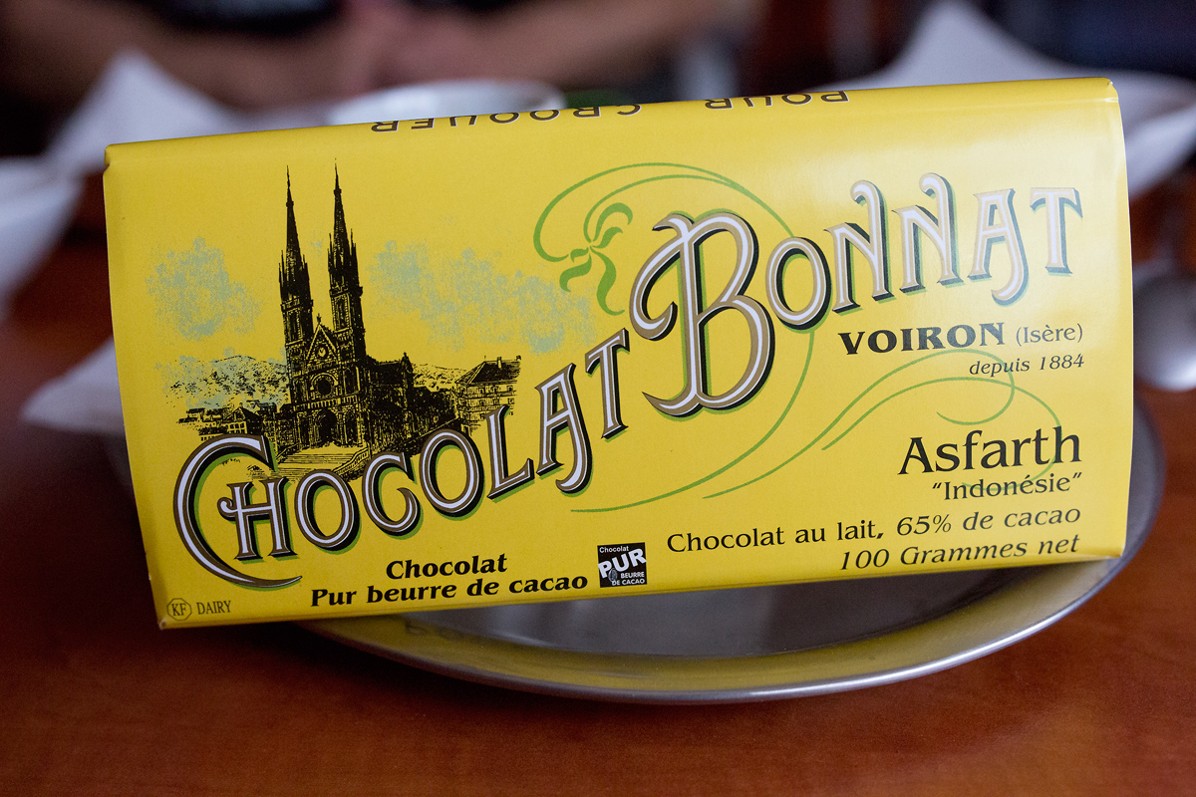 POUR CROQUER
CHOCOLAT BONNAT
VOIRON (Isère)
depuis 1884
Asfarth
“Indonésie”
Chocolat au lait, 65% de cacao
100 Grammes net
Chocolat
Pur beurre de cacao
Chocolat
PUR
BEURRE
DE CACAO
KF DAIRY